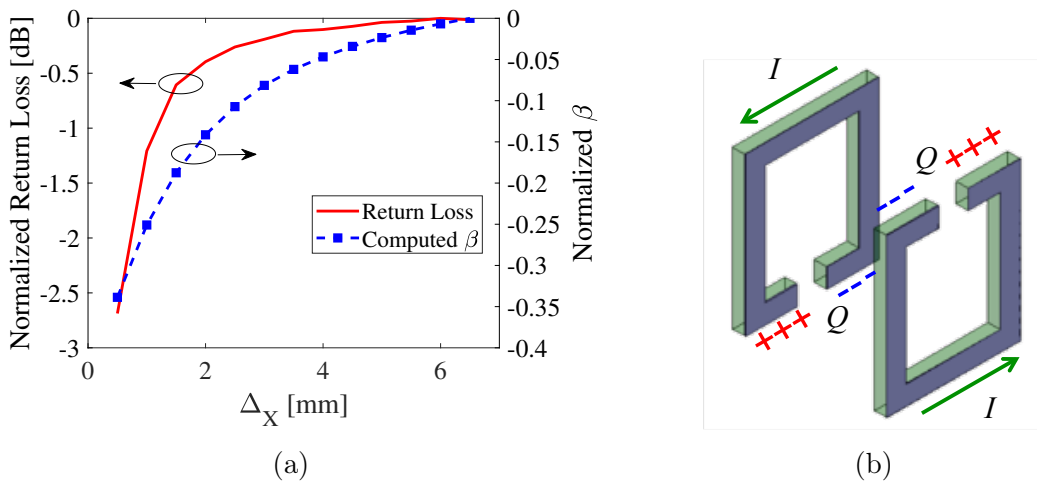 Normalized Return Loss [dB]
0
-0.5
-1
-1.5
-2
-2.5
-3
0
-0.05
-0.1
-0.15
-0.2
-0.25
-0.3
-0.35
-0.4
Normalized β
Return Loss
Computed β
0 2 4 6
Δ_X [mm]
(a)
I
Q
Q
I
(b)